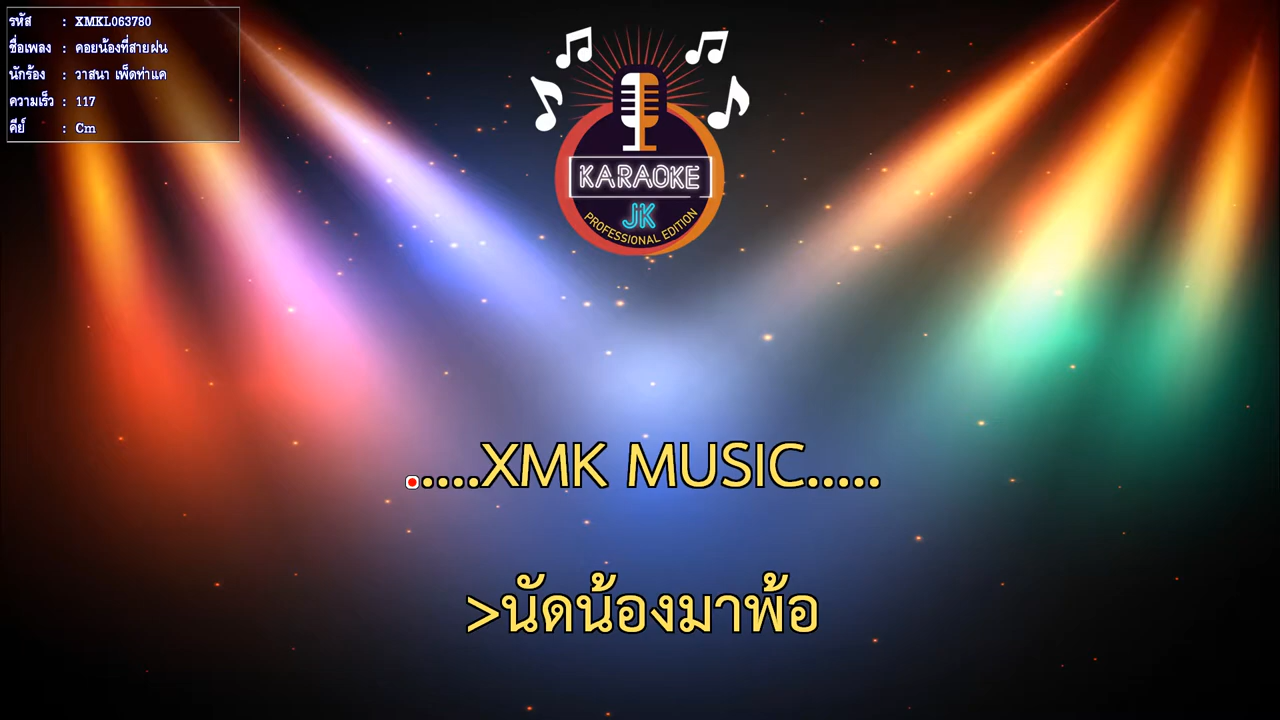 รหัส : XMKL063780
ชื่อเพลง : คอยน้องที่สายฝน
นักร้อง : วาสนา เพ็ดท่าแค
ความเร็ว : 117
คีย์ : Cm
KARAOKE
JK
PROFESSIONAL EDITION
.....XMK MUSIC.....
>นัดน้องมาพ้อ